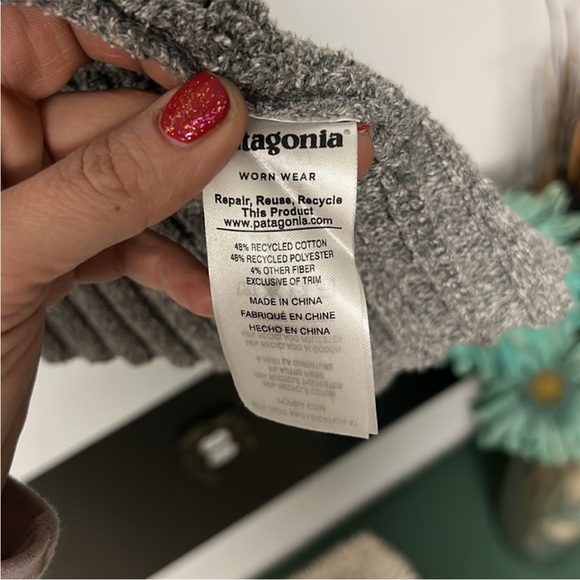 tagonia®
WORN WEAR
Repair, Reuse, Recycle
This Product
www.patagonia.com
48% RECYCLED COTTON
48% RECYCLED POLYESTER
4% OTHER FIBER
EXCLUSIVE OF TRIM
MADE IN CHINA
FABRIQUÉ EN CHINE
HECHO EN CHINA